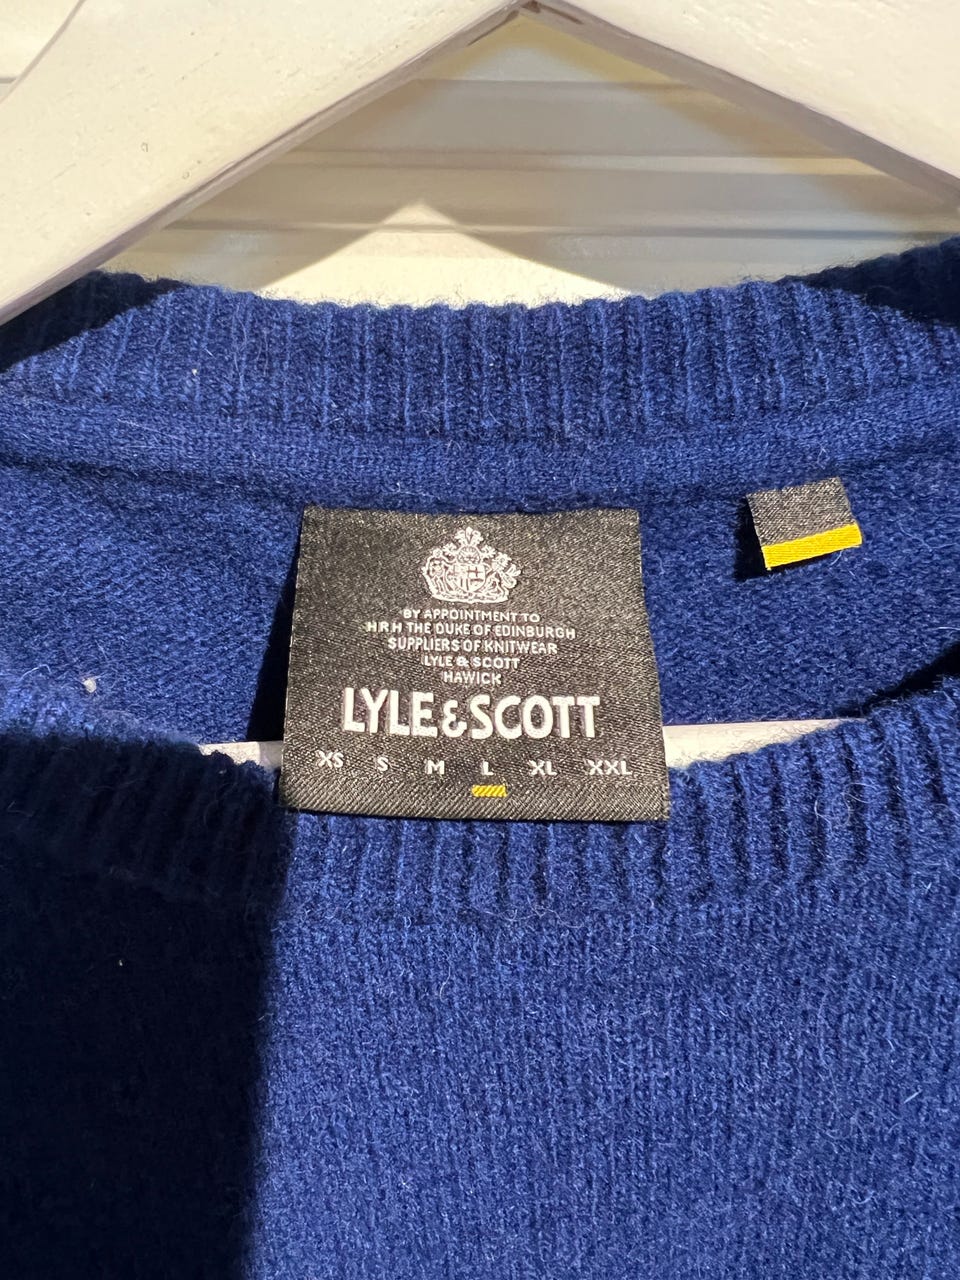 BY APPOINTMENT TO
HRH THE DUKE OF EDINBURGH
SUPPLIERS OF KNITWEAR
LYLE & SCOTT
HAWICK
LYLE & SCOTT
XS S M L XL XXL